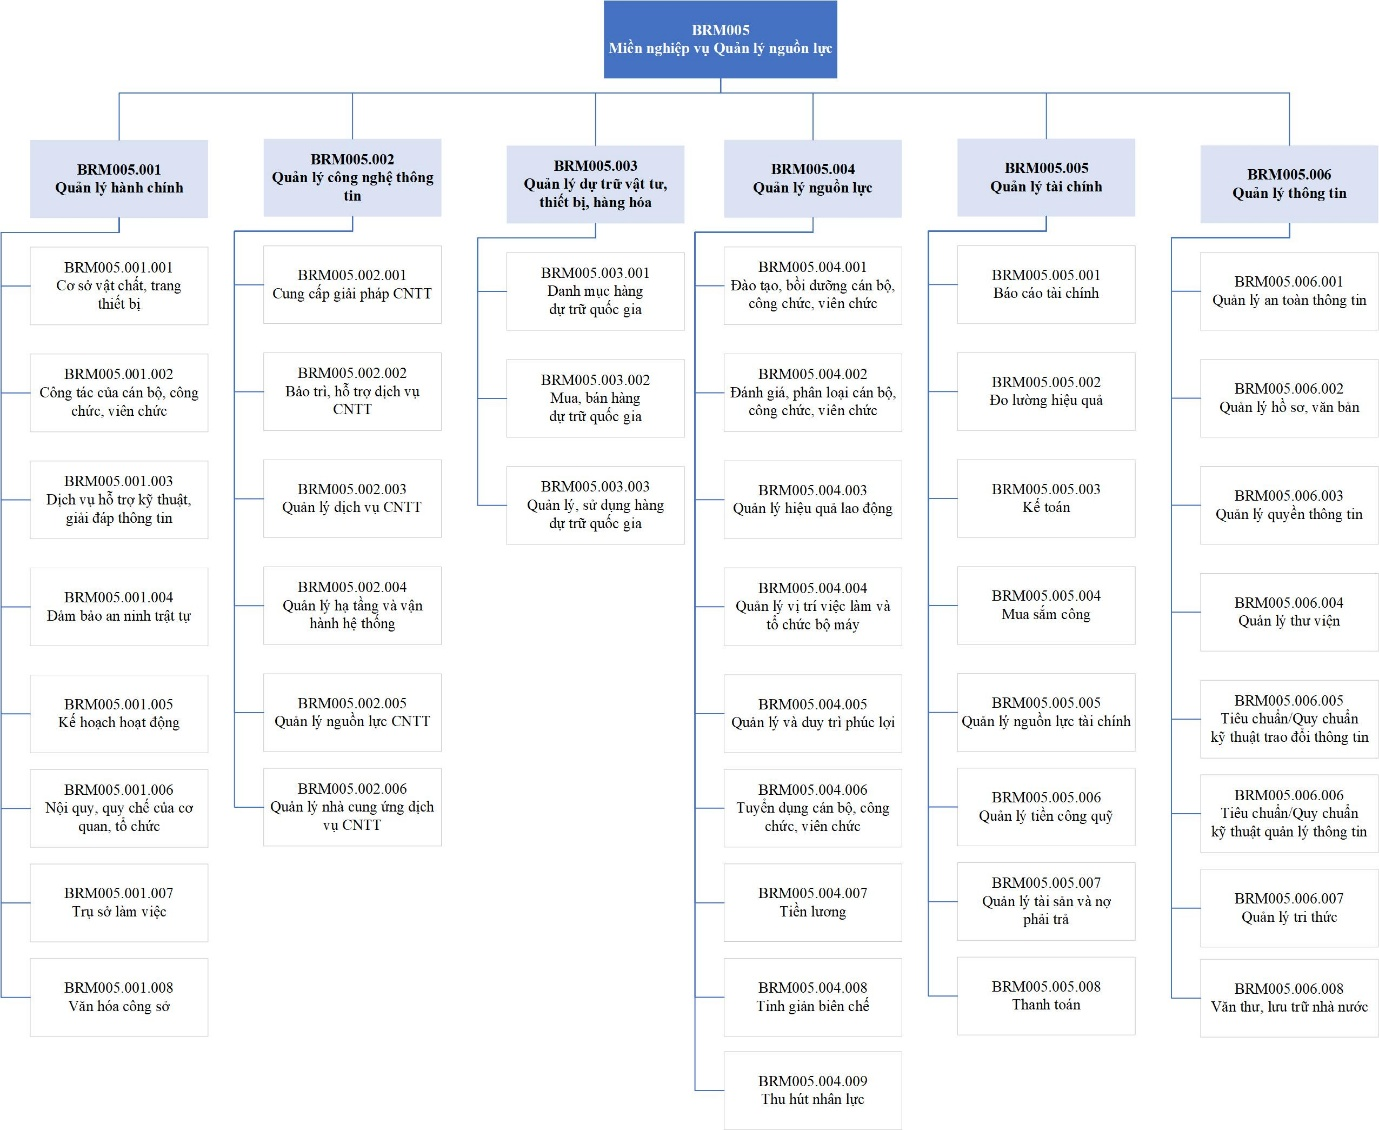 BRM005
Miền nghiệp vụ Quản lý nguồn lực
BRM005.001
Quản lý hành chính
BRM005.001.001
Cơ sở vật chất, trang
thiết bị
BRM005.001.002
Công tác của cán bộ, công
chức, viên chức
BRM005.001.003
Dịch vụ hỗ trợ kỹ thuật,
giải đáp thông tin
BRM005.001.004
Dảm bảo an ninh trật tự
BRM005.001.005
Kế hoạch hoạt động
BRM005.001.006
Nội quy, quy chế của cơ
quan, tổ chức
BRM005.001.007
Trụ sở làm việc
BRM005.001.008
Văn hóa công sở
BRM005.002
Quản lý công nghệ thông
tin
BRM005.002.001
Cung cấp giải pháp CNTT
BRM005.002.002
Bảo trì, hỗ trợ dịch vụ
CNTT
BRM005.002.003
Quản lý dịch vụ CNTT
BRM005.002.004
Quản lý hạ tầng và vận
hành hệ thống
BRM005.002.005
Quản lý nguồn lực CNTT
BRM005.002.006
Quản lý nhà cung ứng dịch
vụ CNTT
BRM005.003
Quản lý dự trữ vật tư,
thiết bị, hàng hóa
BRM005.003.001
Danh mục hàng
dự trữ quốc gia
BRM005.003.002
Mua, bán hàng
dự trữ quốc gia
BRM005.003.003
Quản lý, sử dụng hàng
dự trữ quốc gia
BRM005.004
Quản lý nguồn lực
BRM005.004.001
Đào tạo, bồi dưỡng cán bộ,
công chức, viên chức
BRM005.004.002
Đánh giá, phân loại cán bộ,
công chức, viên chức
BRM005.004.003
Quản lý hiệu quả lao động
BRM005.004.004
Quản lý vị trí việc làm và
tổ chức bộ máy
BRM005.004.005
Quản lý và duy trì phúc lợi
BRM005.004.006
Tuyển dụng cán bộ, công
chức, viên chức
BRM005.004.007
Tiền lương
BRM005.004.008
Tinh giản biên chế
BRM005.004.009
Thu hút nhân lực
BRM005.005
Quản lý tài chính
BRM005.005.001
Báo cáo tài chính
BRM005.005.002
Đo lường hiệu quả
BRM005.005.003
Kế toán
BRM005.005.004
Mua sắm công
BRM005.005.005
Quản lý nguồn lực tài chính
BRM005.005.006
Quản lý tiền công quỹ
BRM005.005.007
Quản lý tài sản và nợ
phải trả
BRM005.005.008
Thanh toán
BRM005.006
Quản lý thông tin
BRM005.006.001
Quản lý an toàn thông tin
BRM005.006.002
Quản lý hồ sơ, văn bản
BRM005.006.003
Quản lý quyền thông tin
BRM005.006.004
Quản lý thư viện
BRM005.006.005
Tiêu chuẩn/Quy chuẩn
kỹ thuật trao đổi thông tin
BRM005.006.006
Tiêu chuẩn/Quy chuẩn
kỹ thuật quản lý thông tin
BRM005.006.007
Quản lý tri thức
BRM005.006.008
Văn thư, lưu trữ nhà nước